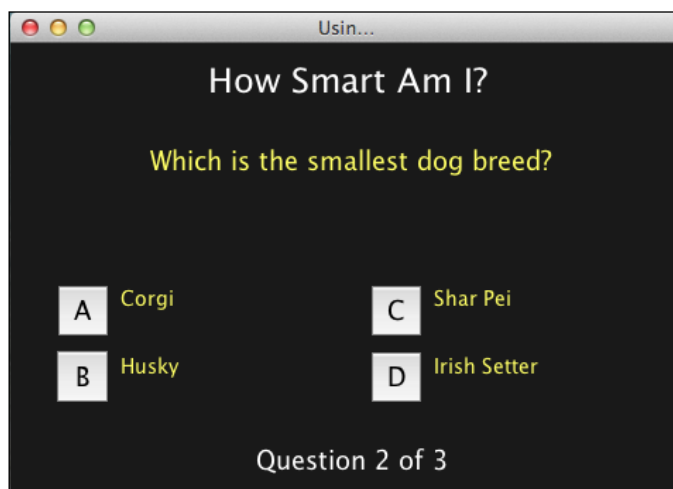 Usin...
How Smart Am I?
Which is the smallest dog breed?
A Corgi
C Shar Pei
B Husky
D Irish Setter
Question 2 of 3